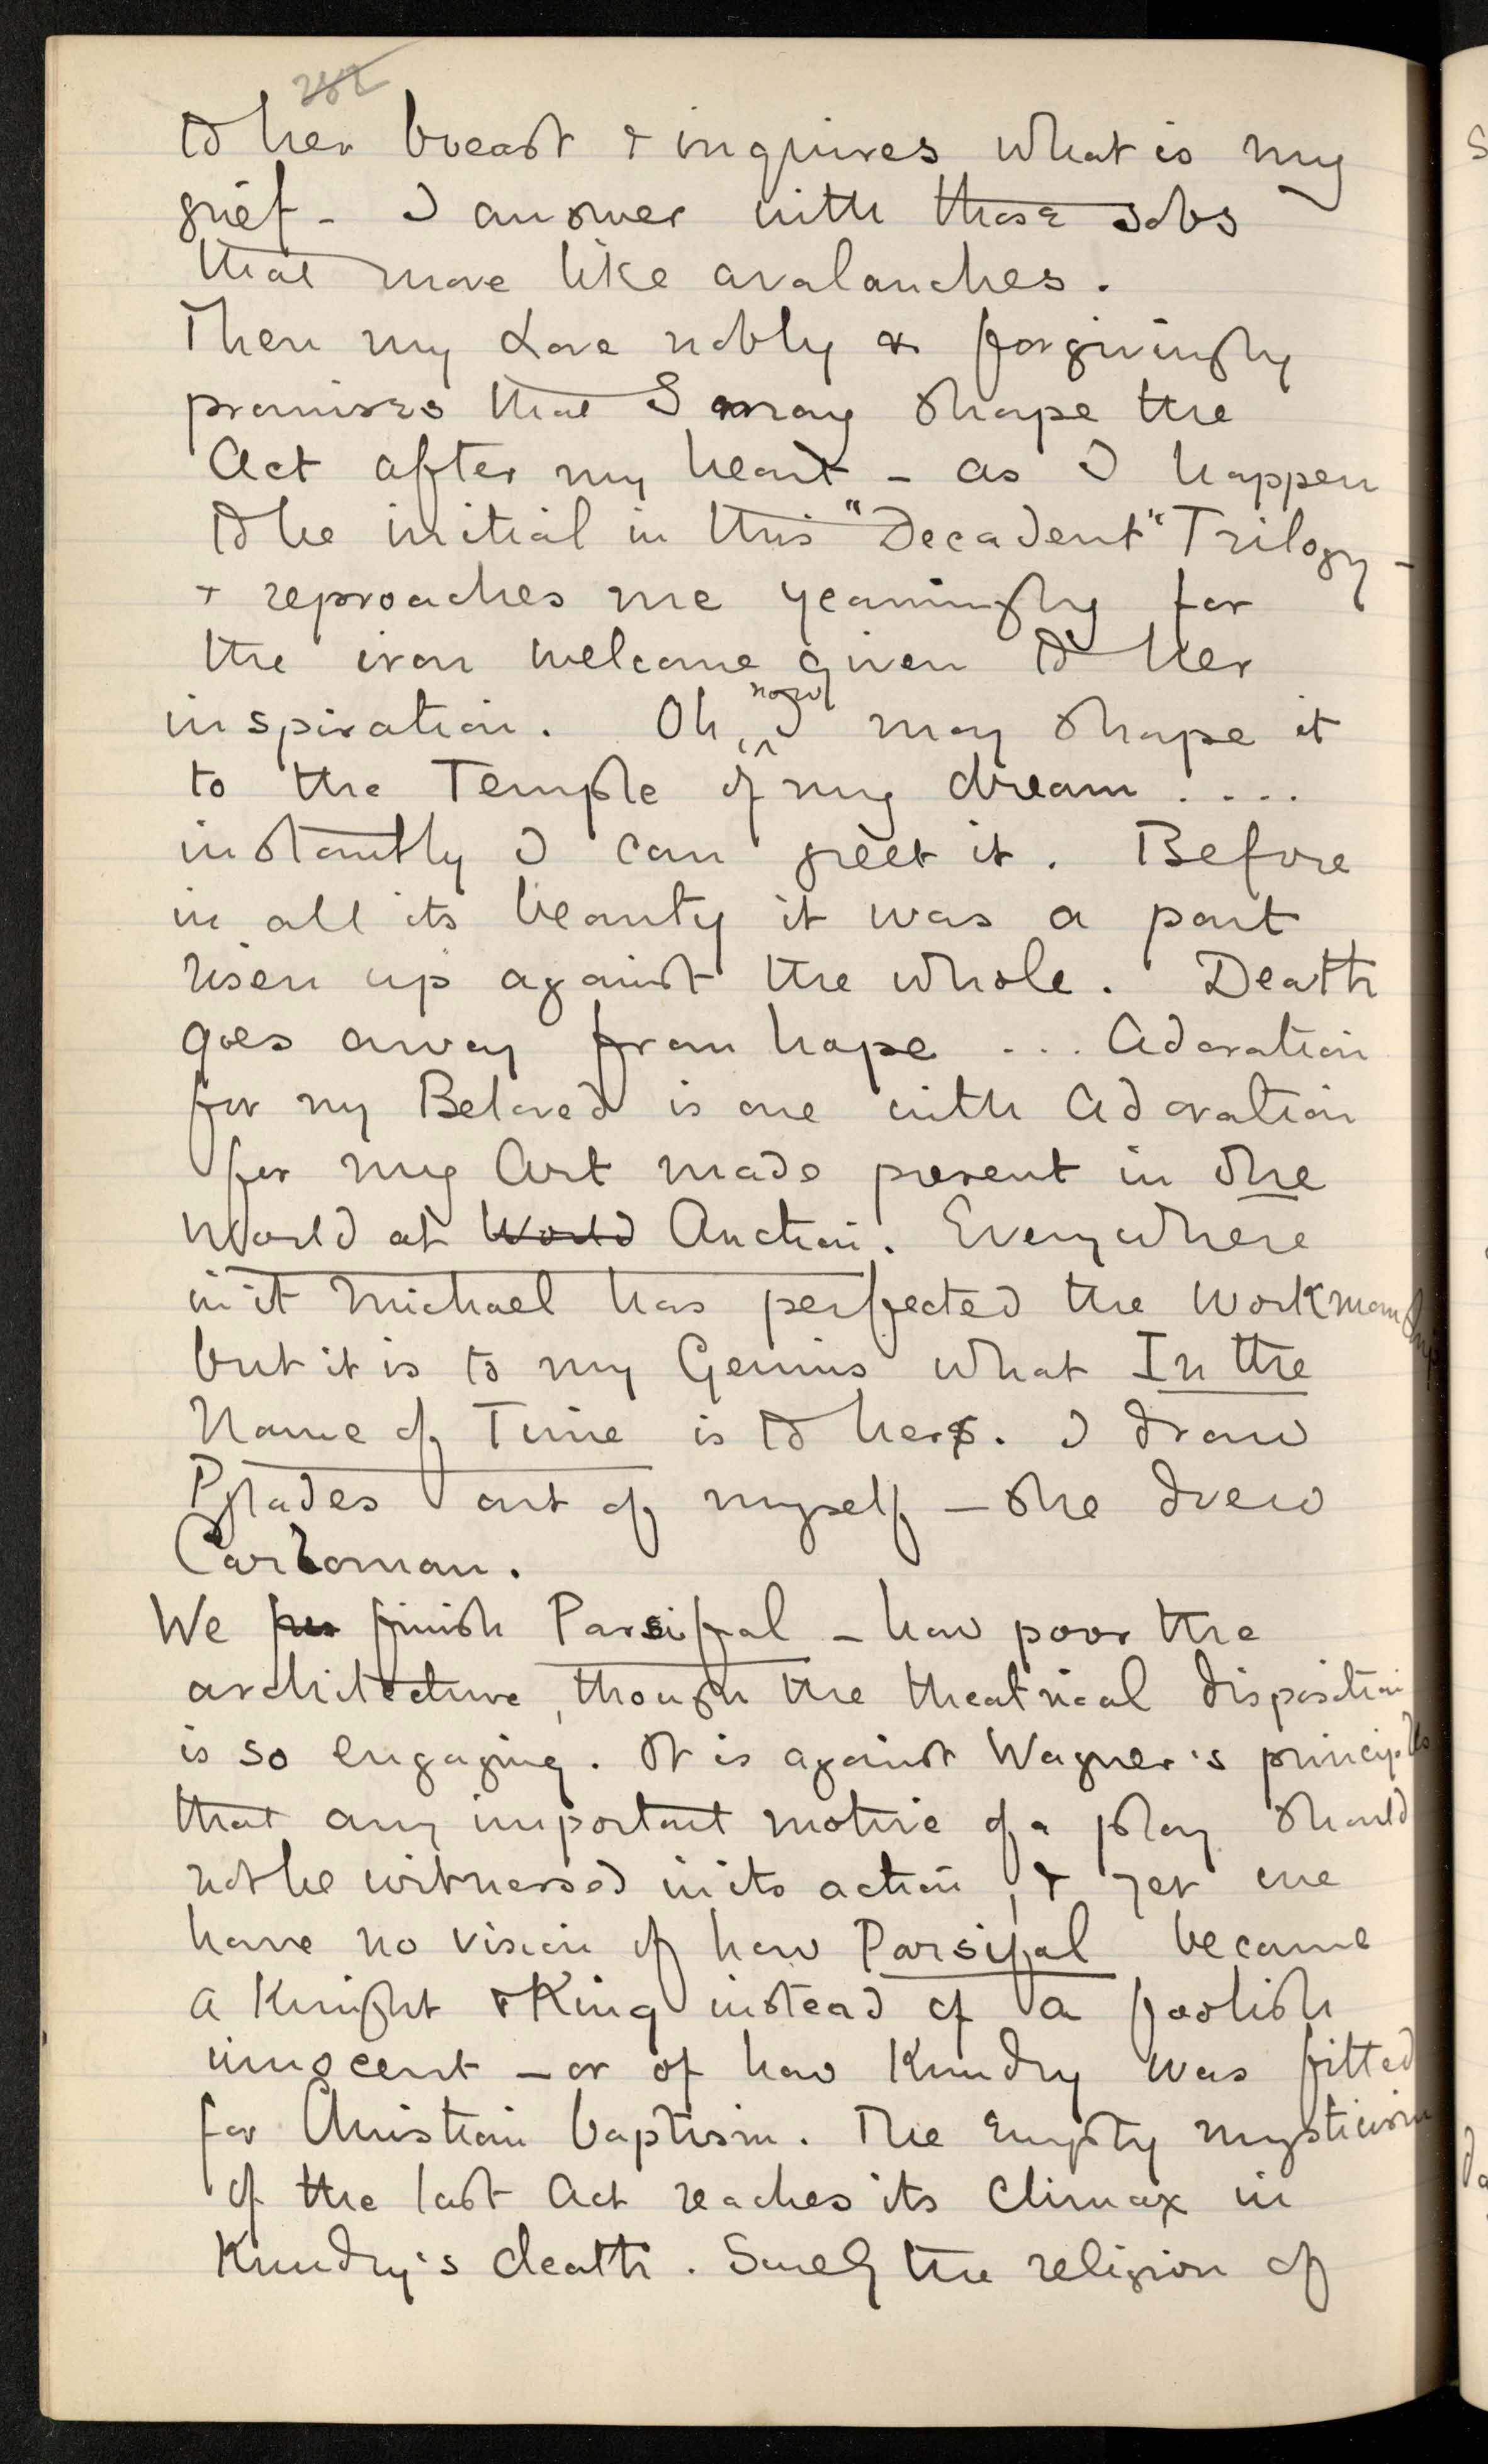 to her breast & inquires what is my
grief - I answer with those sobs
that move like avalanches.
Then my Love nobly & forgivingly
promises that I may shape the
Act after my heart - as I happen
to be initial in this "Decadent" Trilogy -
+ reproaches me yearningly for
the iron welcome given to her
inspiration. Oh, now I may shape it
to the Temple of my dream ....
instantly I can greet it. Before
in all its beauty it was a part
risen up against the whole. Death
goes away from hope ... Adoration
for my Beloved is one with Adoration
for my Art made present in the
World at World Auction. Everywhere
in it Michael has perfected the workmanship
but it is to my Genius what In the
Name of Time is to hers. I draw
Pylades out of myself - she drew
Carloman.
We finish Parsifal - how poor the
architecture, though the theatrical disposition
is so engaging. It is against Wagner's principles
that any important motive of a play should
not be witnessed in its action, & yet we
have no vision of how Parsifal became
a Knight & King instead of a foolish
innocent - or of how Kundry was fitted
for Christian baptism. The empty mysticism
of the last Act reaches its climax in
Kundry's death. Surely the religion of